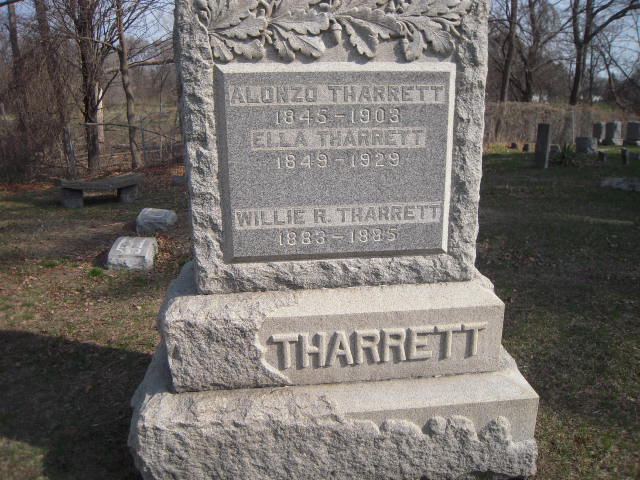 ALONZO THARRETT
1845-1903
ELLA THARRETT
1849-1929
WILLIE R. THARRETT
1883-1885
THARRETT